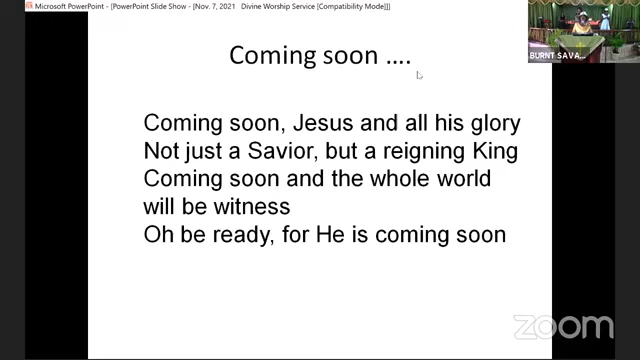 Microsoft PowerPoint - [PowerPoint Slide Show - [Nov. 7, 2021   Divine Worship Service [Compatibility Mode]]]
BURNT SAVA...
Coming soon ....
Coming soon, Jesus and all his glory
Not just a Savior, but a reigning King
Coming soon and the whole world
will be witness
Oh be ready, for He is coming soon
zoom